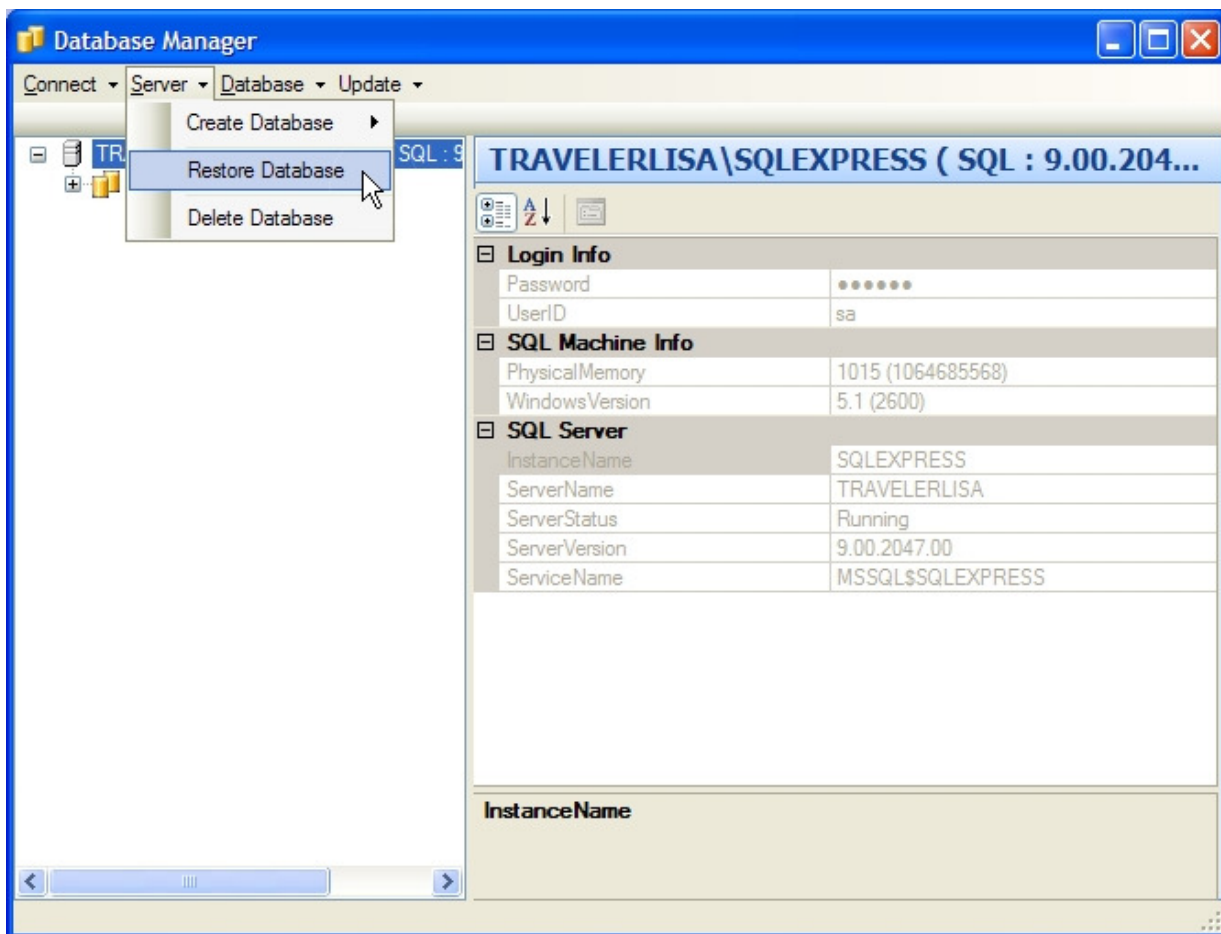 Database Manager
Connect Server Database Update
Create Database
Restore Database
Delete Database
TR
SQL : 9
TRAVELERLISA\SQLEXPRESS ( SQL : 9.00.204...
Login Info
Password ●●●●●●
UserID sa
SQL Machine Info
PhysicalMemory 1015 (1064685568)
WindowsVersion 5.1 (2600)
SQL Server
InstanceName SQLEXPRESS
ServerName TRAVELERLISA
ServerStatus Running
ServerVersion 9.00.2047.00
ServiceName MSSQL$SQLEXPRESS
InstanceName